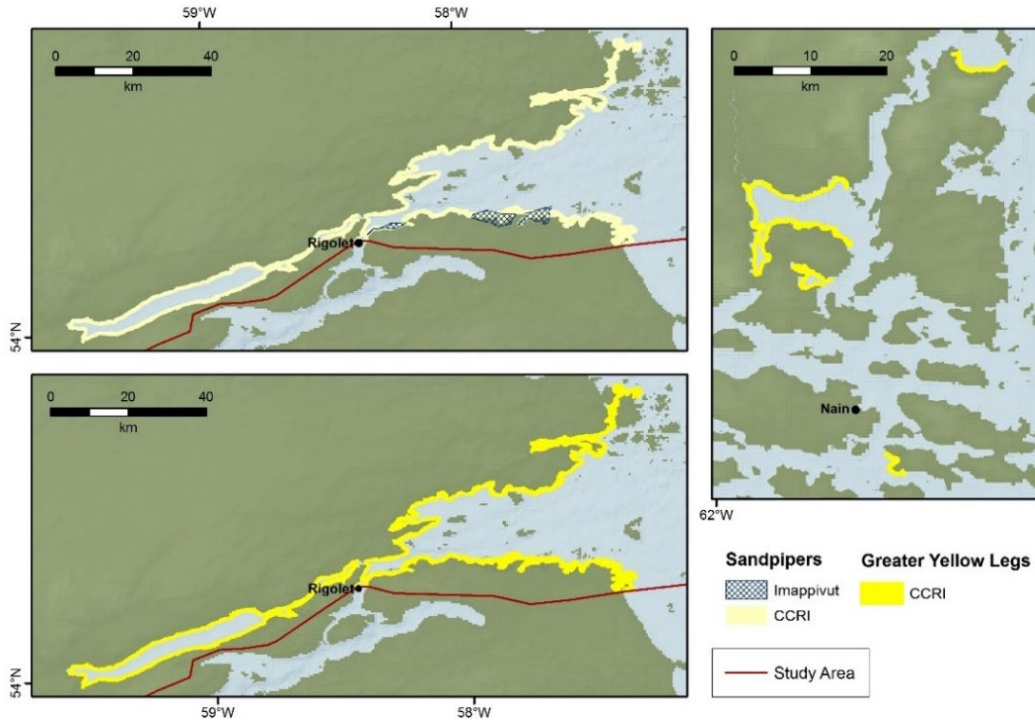 59°W
58°W
0 20 40
km
Rigolet
54°N
0 20 40
km
Rigolet
54°N
59°W
58°W
0 10 20
km
Nain
62°W
Sandpipers
Imappivut
CCRI
Greater Yellow Legs
CCRI
Study Area